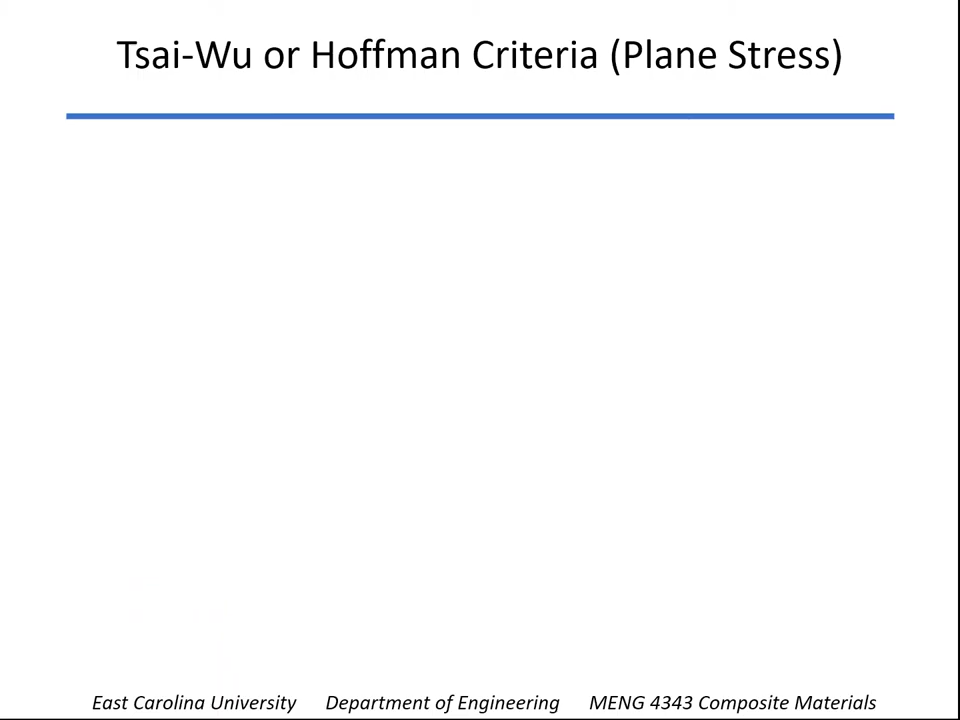 Tsai-Wu or Hoffman Criteria (Plane Stress)
East Carolina University Department of Engineering MENG 4343 Composite Materials